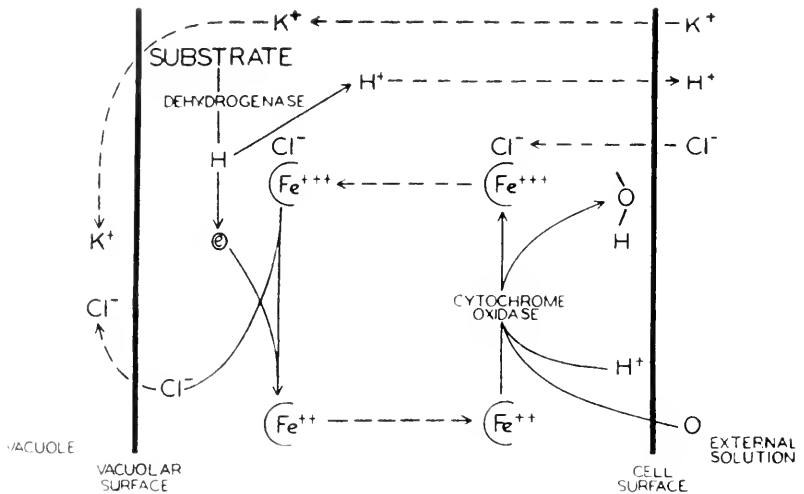 K+ K+
SUBSTRATE
H+ H+
DEHYDROGENASE
Cl⁻ Cl⁻ Cl⁻
H
Fe+++ Fe+++
O
H
K+
e
Cl⁻
CYTOCHROME
OXIDASE
H+
Cl⁻
Fe++ Fe++
O
EXTERNAL
SOLUTION
VACUOLE
VACUOLAR
SURFACE
CELL
SURFACE